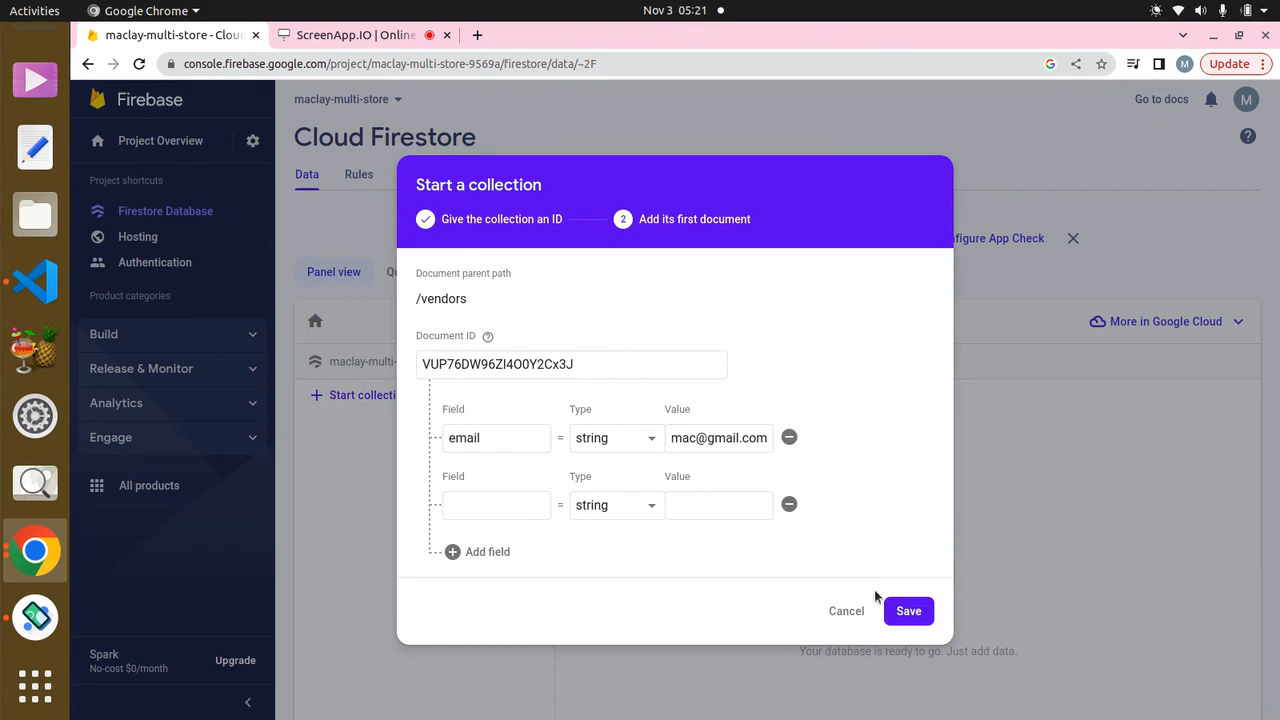 Activities
Google Chrome
Nov 3 05:21
maclay-multi-store - Clou
ScreenApp.IO | Online
console.firebase.google.com/project/maclay-multi-store-9569a/firestore/data/~2F
M
Update
Firebase
maclay-multi-store
Go to docs
M
Cloud Firestore
Project Overview
Data
Rules
Project shortcuts
Firestore Database
Hosting
Authentication
Product categories
Build
Release & Monitor
Analytics
Engage
All products
Spark
No-cost $0/month
Upgrade
nfigure App Check
Panel view
Qu
More in Google Cloud
maclay-multi-
Start collecti
Your database is ready to go. Just add data.
Start a collection
Give the collection an ID
2 Add its first document
Document parent path
/vendors
Document ID
VUP76DW96ZI4O0Y2Cx3J
Field Type Value
email = string mac@gmail.com
Field Type Value
= string
Add field
Cancel
Save